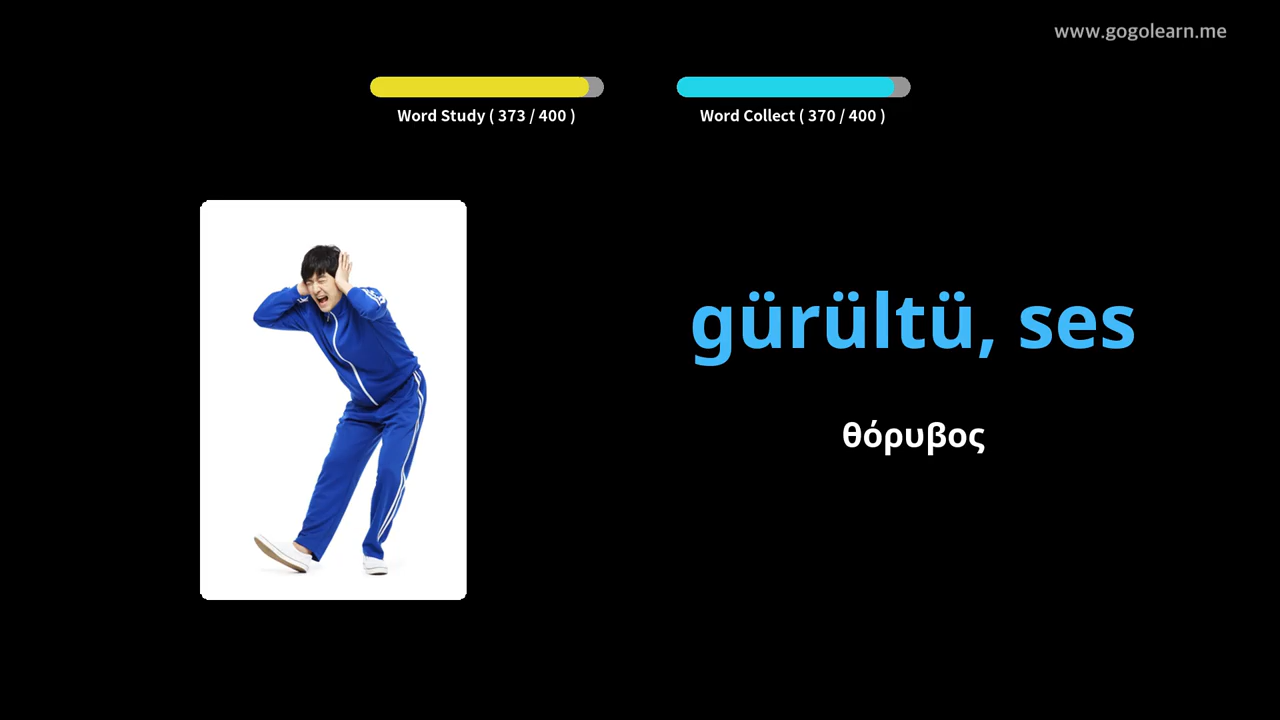 www.gogolearn.me
Word Study ( 373 / 400 )
Word Collect ( 370 / 400 )
gürültü, ses
θόρυβος